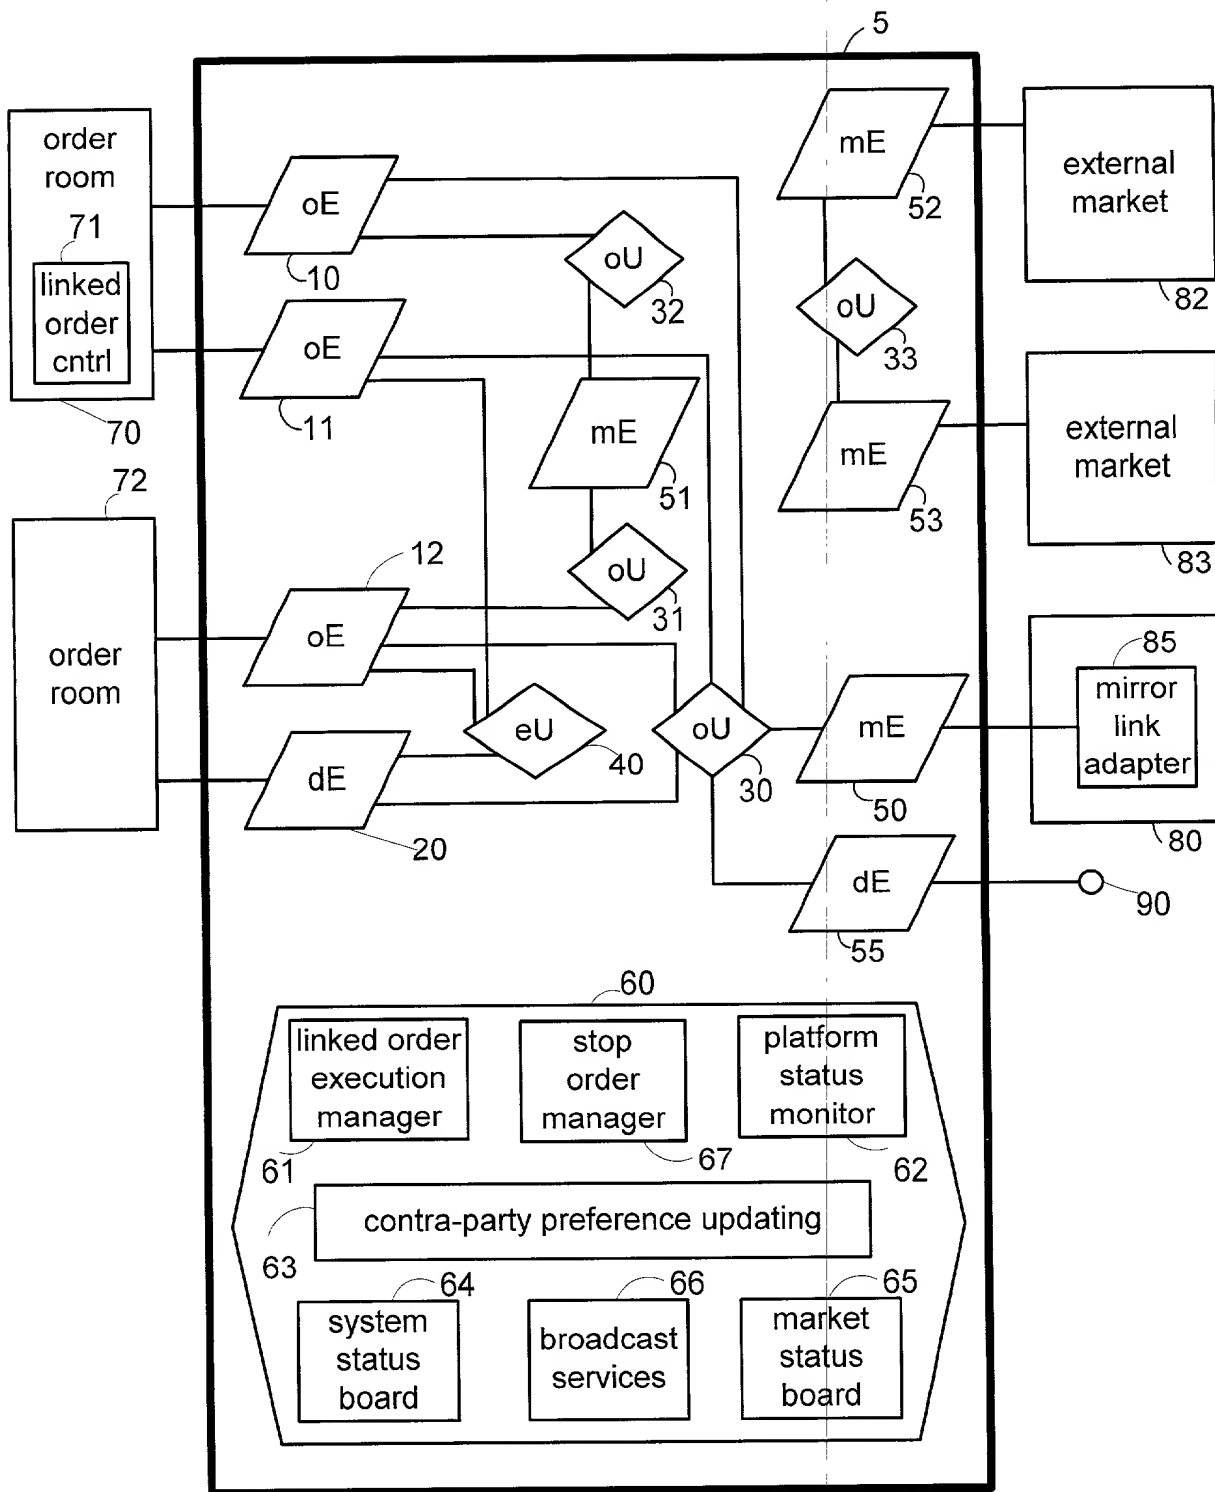 5
order
room
71
linked
order
cntrl
70
oE
10
oE
11
oU
32
mE
51
oU
31
mE
52
oU
33
mE
53
external
market
82
external
market
83
72
order
room
12
oE
dE
20
eU
40
oU
30
mE
50
85
mirror
link
adapter
80
dE
55
90
60
linked order
execution
manager
61
stop
order
manager
67
platform
status
monitor
62
contra-party preference updating
63
64
system
status
board
66
broadcast
services
65
market
status
board